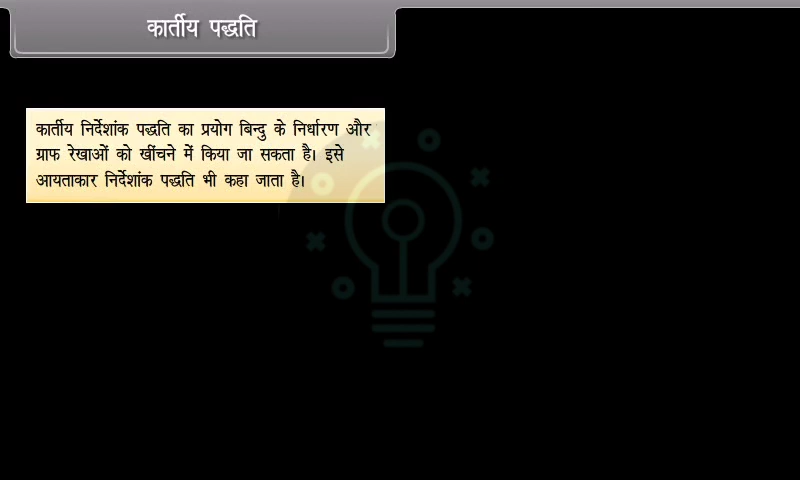 कार्तीय पद्धति
कार्तीय निर्देशांक पद्धति का प्रयोग बिन्दु के निर्धारण और
ग्राफ रेखाओं को खींचने में किया जा सकता है। इसे
आयताकार निर्देशांक पद्धति भी कहा जाता है।